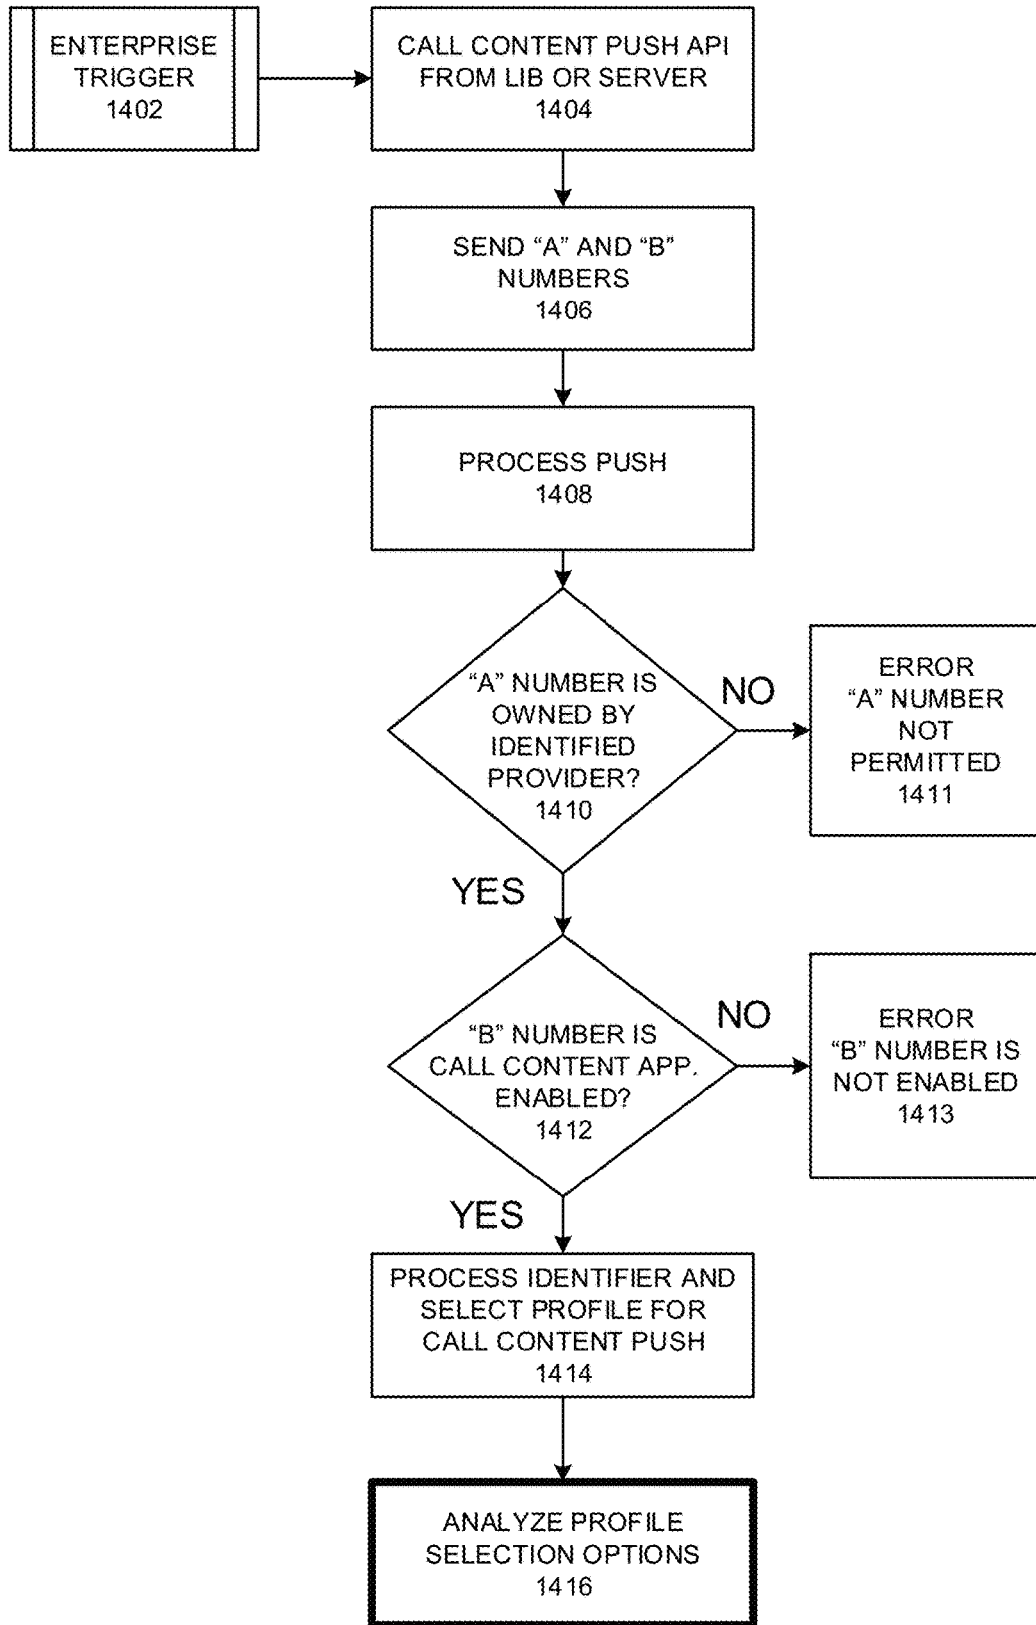 ENTERPRISE
TRIGGER
1402
CALL CONTENT PUSH API
FROM LIB OR SERVER
1404
SEND “A” AND “B”
NUMBERS
1406
PROCESS PUSH
1408
“A” NUMBER IS
OWNED BY
IDENTIFIED
PROVIDER?
1410
NO
ERROR
“A” NUMBER
NOT
PERMITTED
1411
YES
“B” NUMBER IS
CALL CONTENT APP.
ENABLED?
1412
NO
ERROR
“B” NUMBER IS
NOT ENABLED
1413
YES
PROCESS IDENTIFIER AND
SELECT PROFILE FOR
CALL CONTENT PUSH
1414
ANALYZE PROFILE
SELECTION OPTIONS
1416